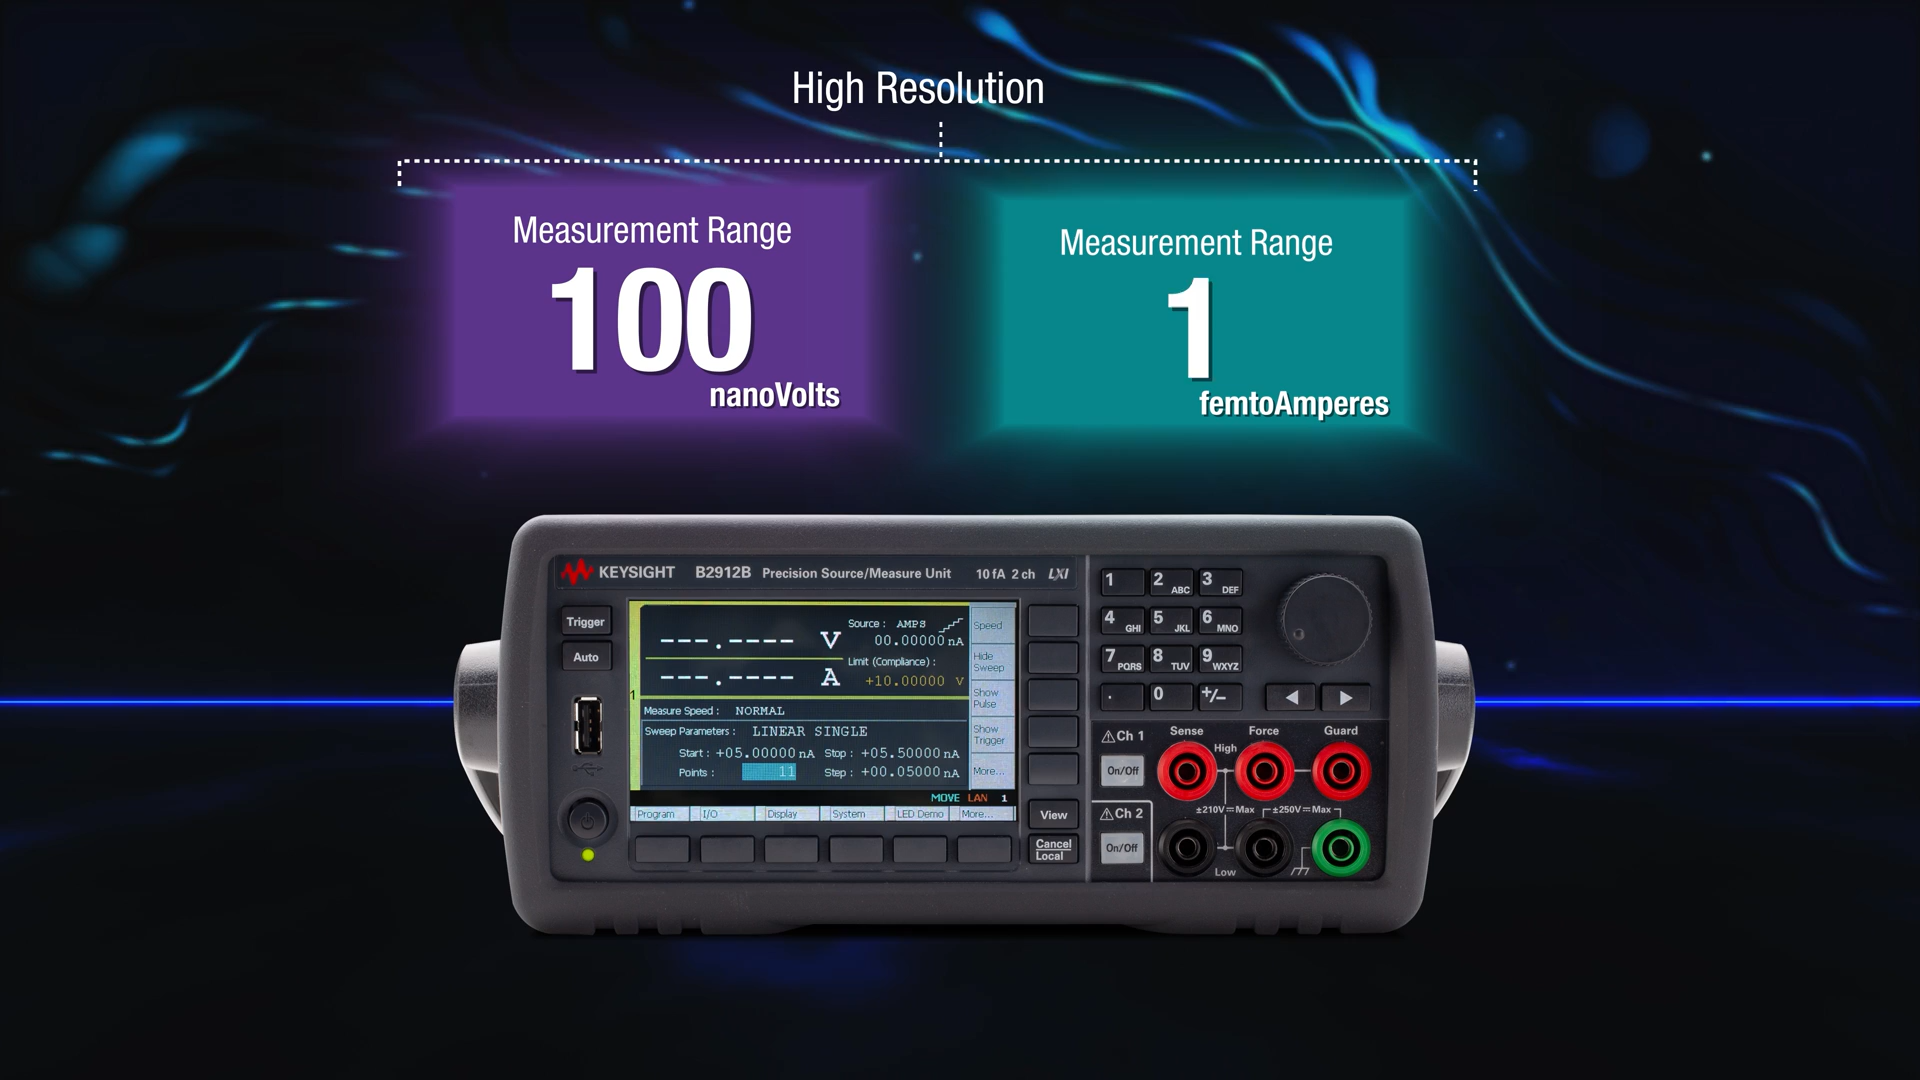 High Resolution
Measurement Range
100
nanoVolts
Measurement Range
1
femtoAmperes
KEYSIGHT B2912B Precision Source/Measure Unit 10 fA 2 ch LXI
Trigger
Auto
---.---- V
Source : AMPS
00.00000 nA
Limit (Compliance) :
---.---- A
+10.00000 V
1
Measure Speed : NORMAL
Sweep Parameters : LINEAR SINGLE
Start : +05.00000 nA Stop : +05.50000 nA
Points : 11 Step : +00.05000 nA
MOVE LAN 1
Program I/O Display System LED Demo More...
Speed
Hide
Sweep
Show
Pulse
Show
Trigger
More...
View
Cancel
Local
1 2 ABC 3 DEF
4 GHI 5 JKL 6 MNO
7 PQRS 8 TUV 9 WXYZ
. 0 +/−
Ch 1
On/Off
Ch 2
On/Off
Sense Force Guard
High
±210V Max ±250V Max
Low